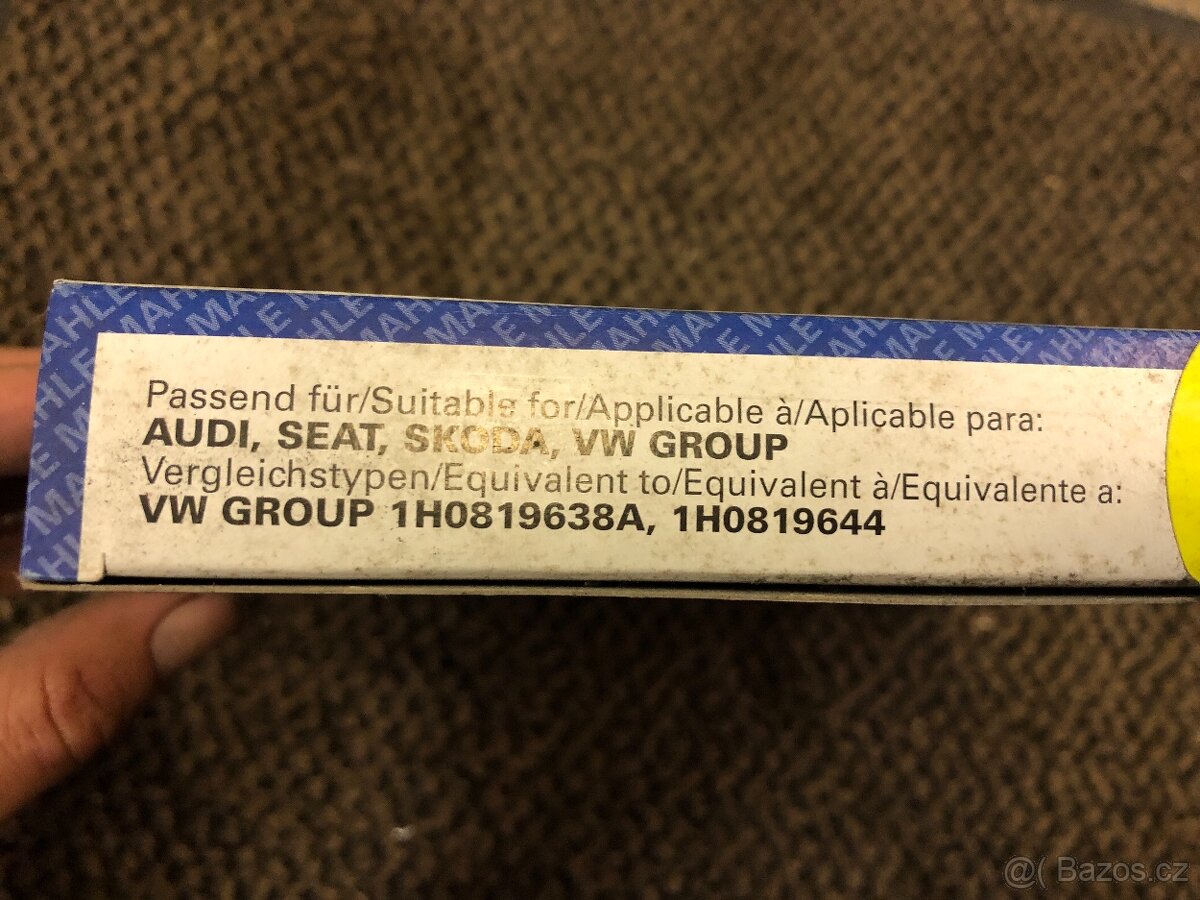 Passend für/Suitable for/Applicable à/Aplicable para:
AUDI, SEAT, SKODA, VW GROUP
Vergleichstypen/Equivalent to/Equivalent à/Equivalente a:
VW GROUP 1H0819638A, 1H0819644
MAHLE
@( Bazos.cz